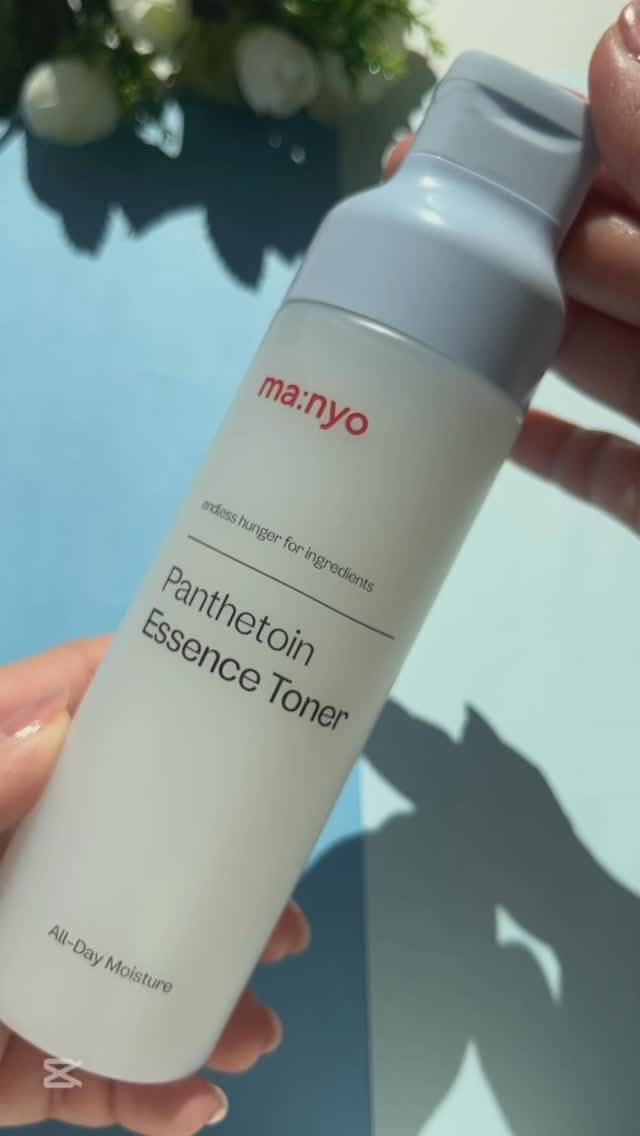 ma:nyo
endless hunger for ingredients
Panthetoin
Essence Toner
All-Day Moisture